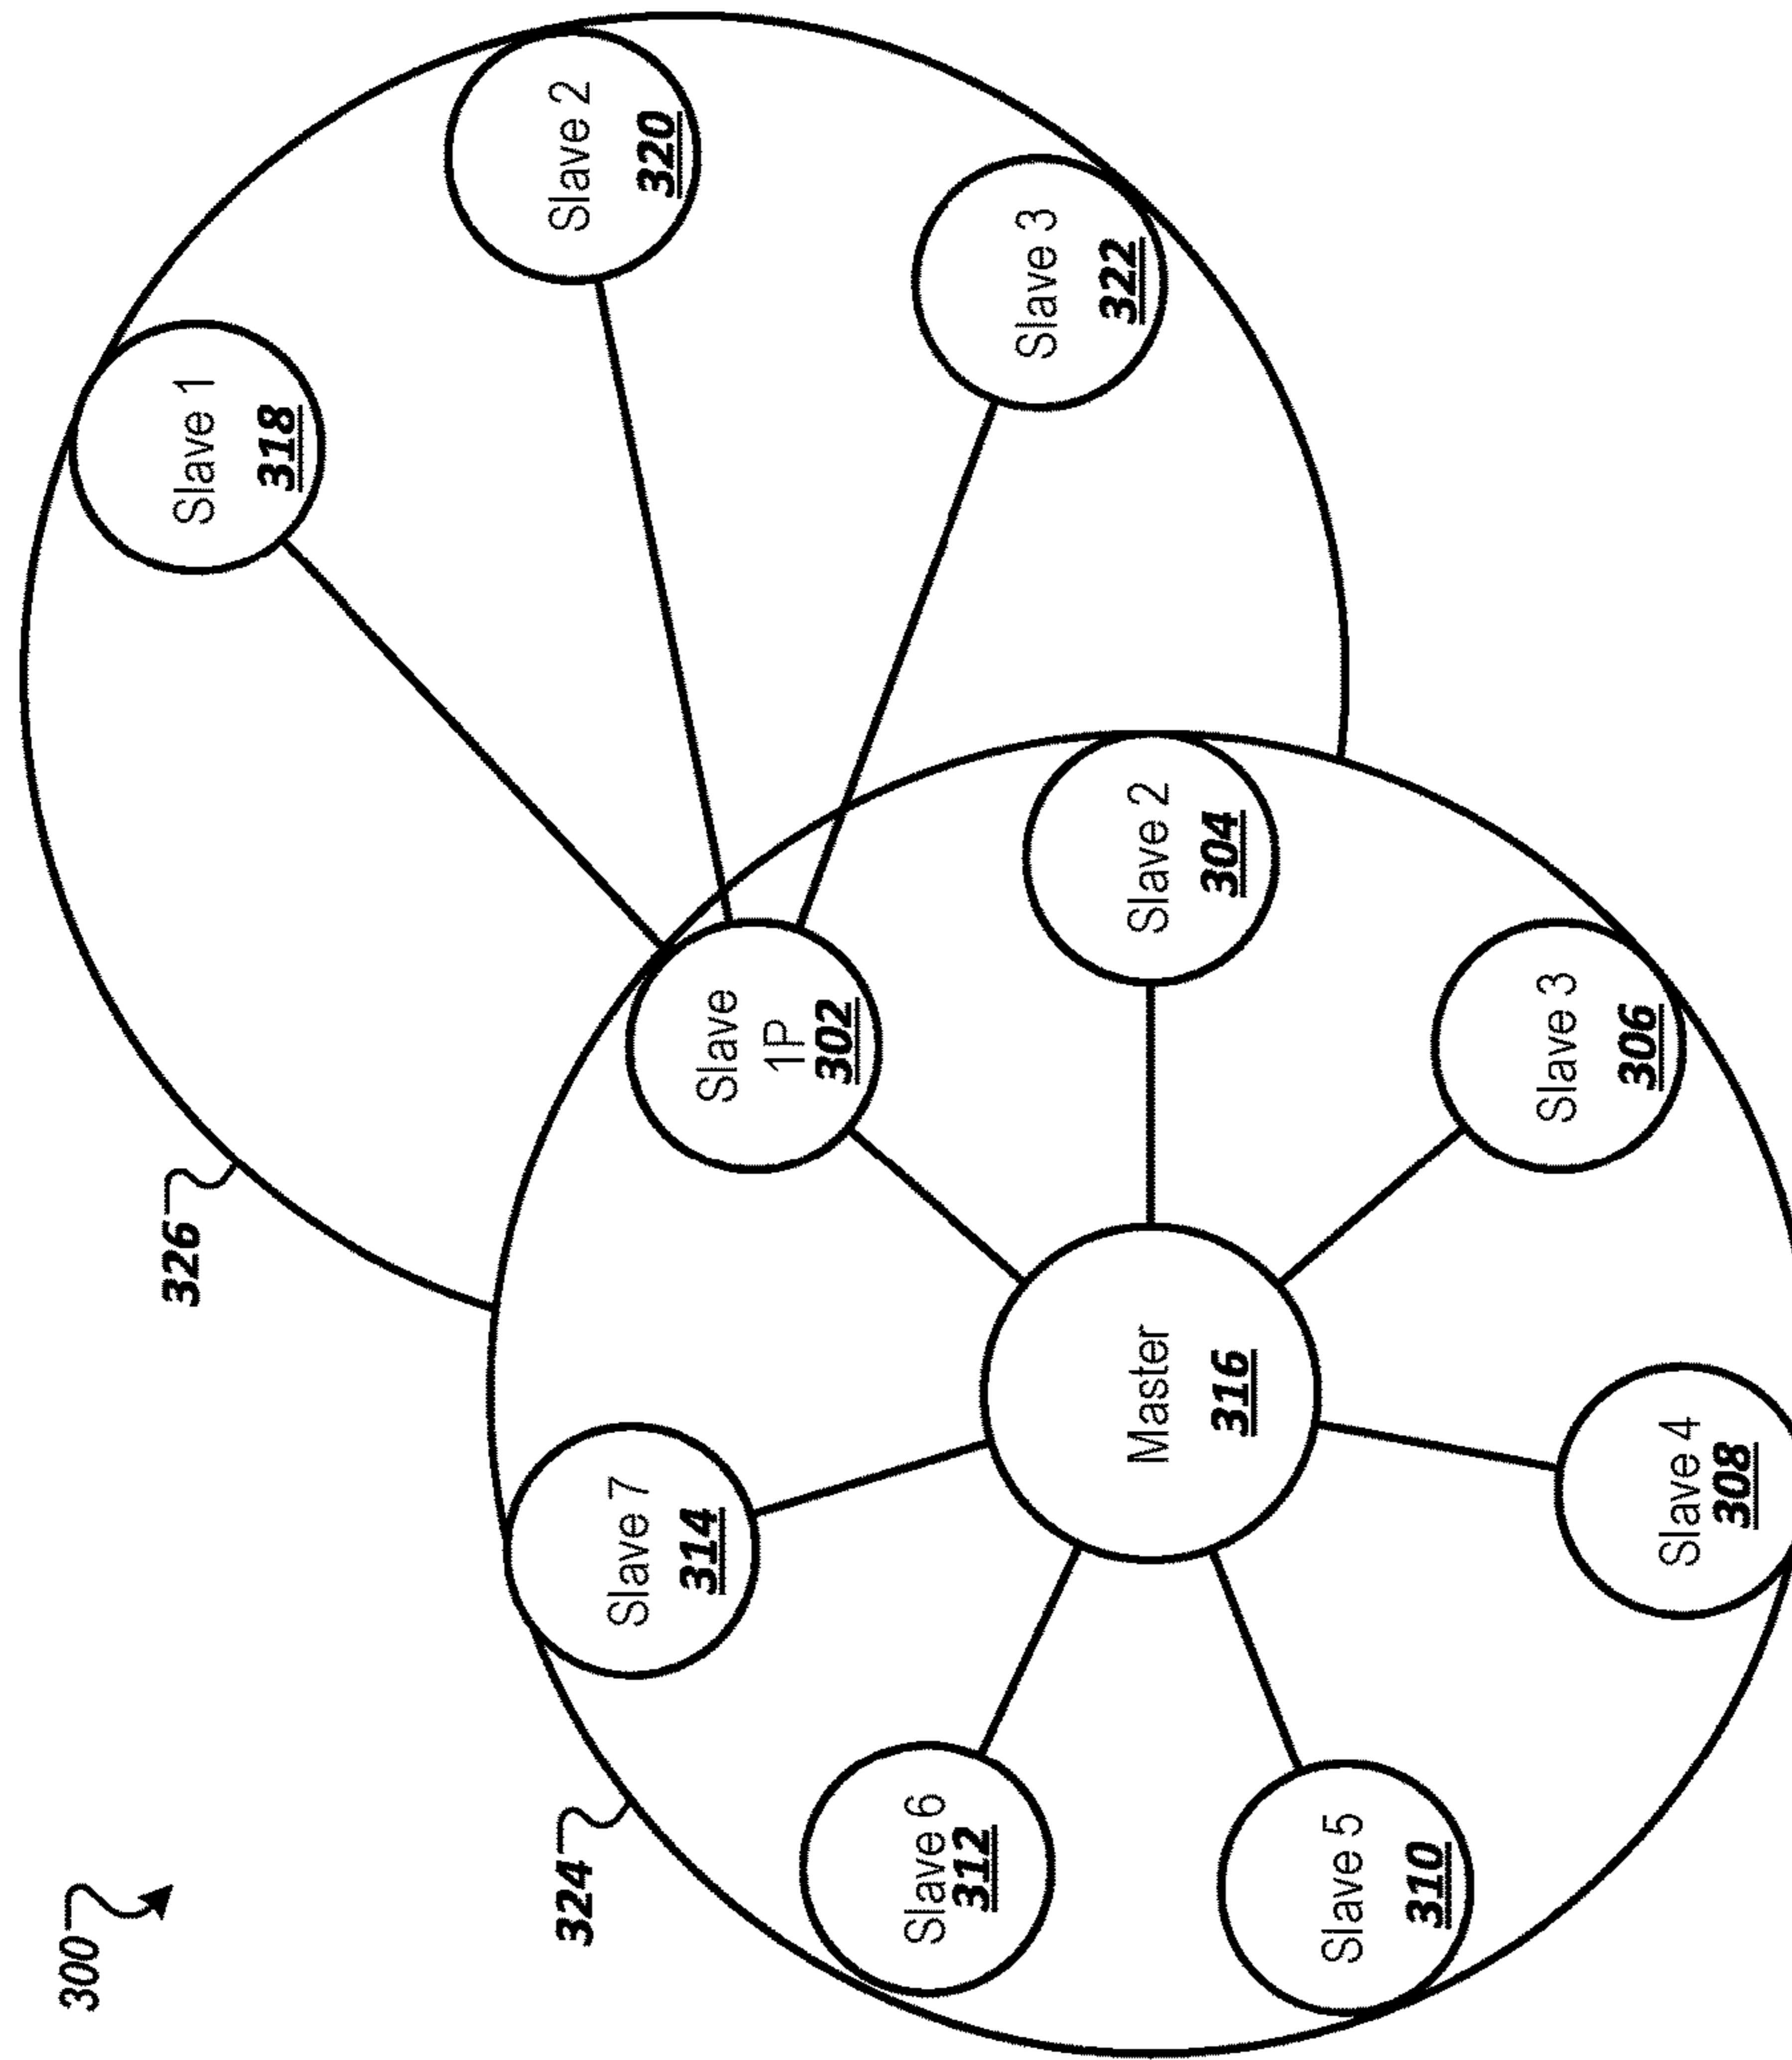 300
324
326
Slave 6
312
Slave 7
314
Slave
1P
302
Slave 1
318
Slave 2
320
Slave 3
322
Slave 5
310
Master
316
Slave 2
304
Slave 4
308
Slave 3
306